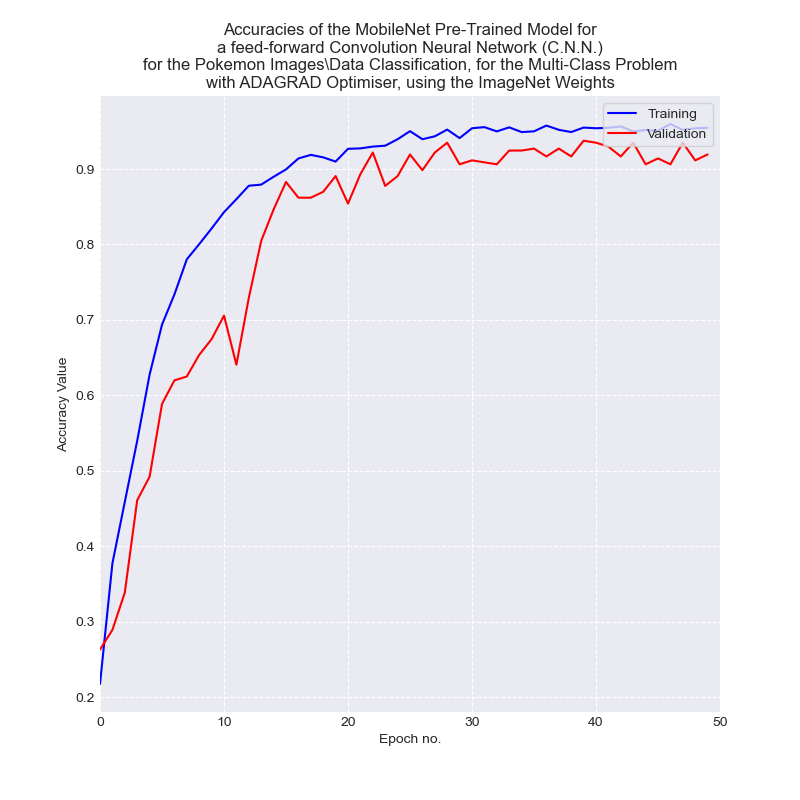 Accuracies of the MobileNet Pre-Trained Model for
a feed-forward Convolution Neural Network (C.N.N.)
for the Pokemon Images\Data Classification, for the Multi-Class Problem
with ADAGRAD Optimiser, using the ImageNet Weights
Training
Validation
0.9
0.8
0.7
0.6
0.5
0.4
0.3
0.2
Accuracy Value
0 10 20 30 40 50
Epoch no.